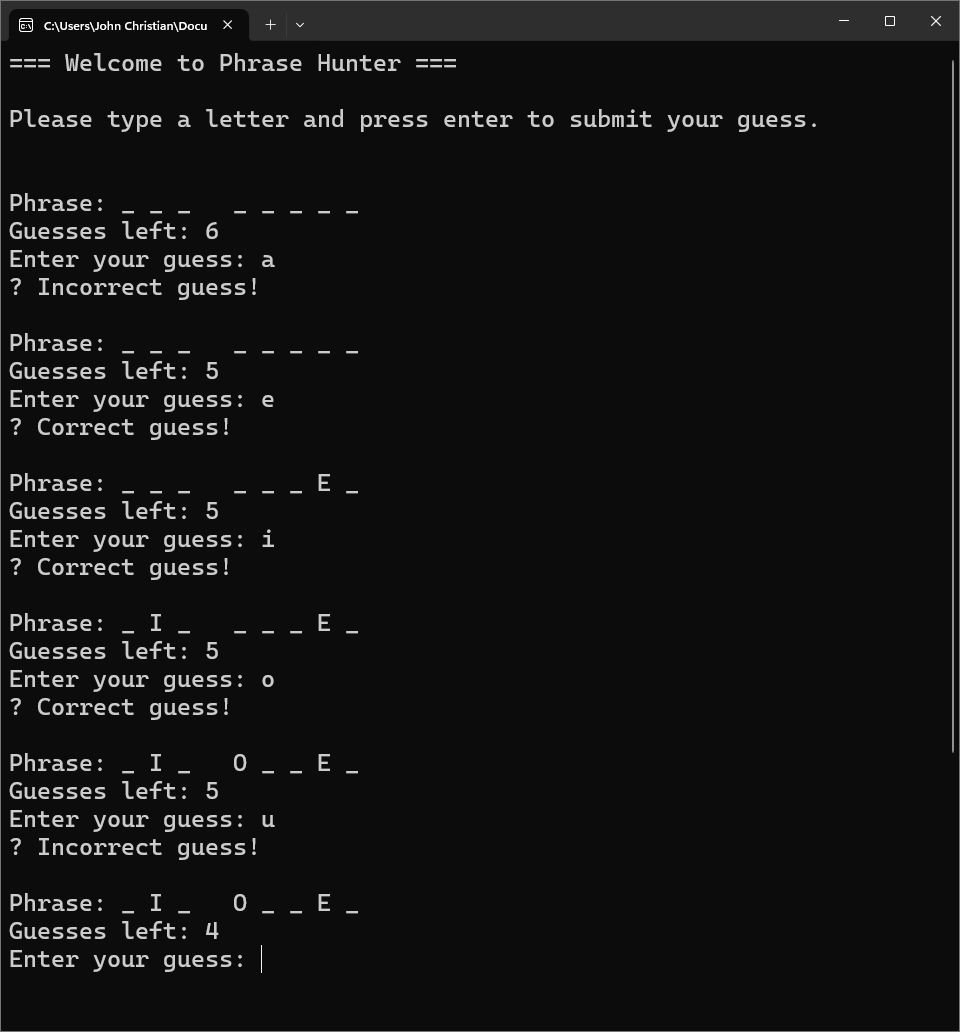 C:\Users\John Christian\Docu
=== Welcome to Phrase Hunter ===
Please type a letter and press enter to submit your guess.
Phrase: _ _ _   _ _ _ _ _
Guesses left: 6
Enter your guess: a
? Incorrect guess!
Phrase: _ _ _   _ _ _ _ _
Guesses left: 5
Enter your guess: e
? Correct guess!
Phrase: _ _ _   _ _ _ E _
Guesses left: 5
Enter your guess: i
? Correct guess!
Phrase: _ I _   _ _ _ E _
Guesses left: 5
Enter your guess: o
? Correct guess!
Phrase: _ I _   O _ _ E _
Guesses left: 5
Enter your guess: u
? Incorrect guess!
Phrase: _ I _   O _ _ E _
Guesses left: 4
Enter your guess: